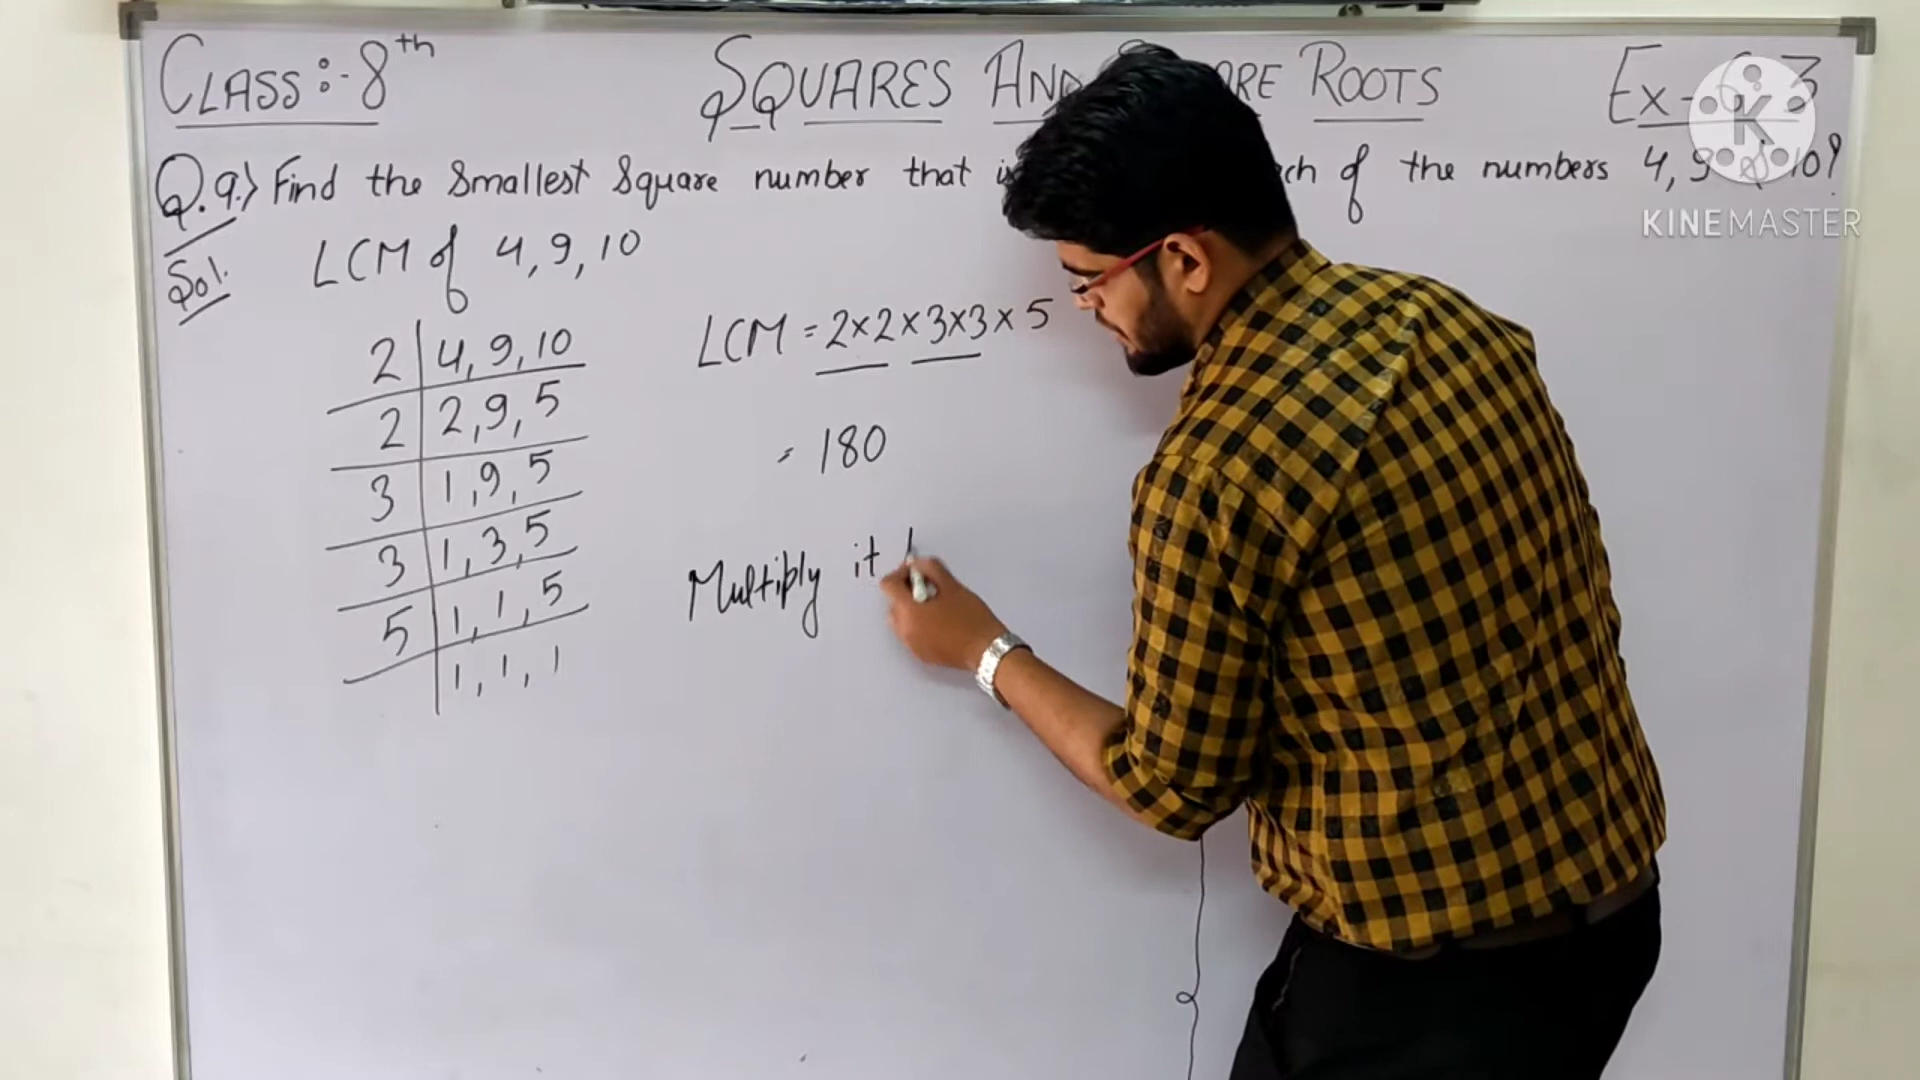 CLASS:-8th SQUARES AND ARE ROOTS Ex- 3
Q.9.) Find the smallest square number that of the numbers 4, 9 10?
KINEMASTER
Sol. LCM of 4, 9, 10
2 | 4, 9, 10
2 | 2, 9, 5
3 | 1, 9, 5
3 | 1, 3, 5
5 | 1, 1, 5
1, 1, 1
LCM = 2×2×3×3×5
= 180
Multiply it